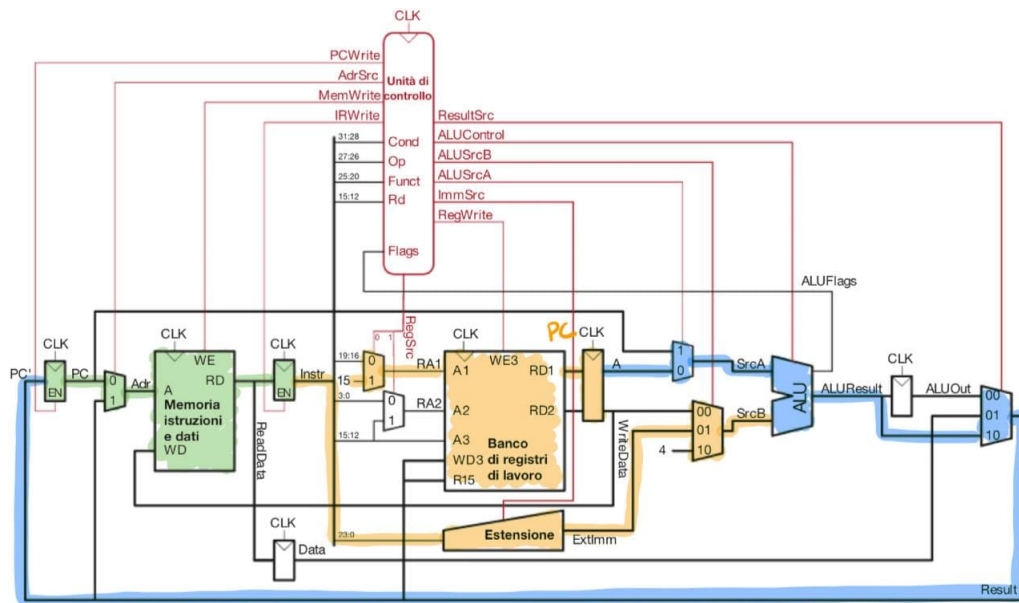 CLK
PCWrite
AdrSrc
MemWrite
IRWrite
Unità di
controllo
ResultSrc
ALUControl
ALUSrcB
ALUSrcA
ImmSrc
RegWrite
31:28 Cond
27:26 Op
25:20 Funct
15:12 Rd
Flags
ALUFlags
RegSrc
0 1
PC
CLK CLK CLK CLK CLK CLK
PC' PC EN
0
1
Adr
WE
A RD
Memoria
istruzioni
e dati
WD
EN
Instr
ReadData
19:16
15
0
1
RA1
3:0
0
1
RA2
15:12
WE3
A1 RD1
A2 RD2
A3
WD3
R15
Banco
di registri
di lavoro
A
WriteData
1
0
SrcA
00
01
10
4
SrcB
ALU
ALUResult
ALUOut
00
01
10
23:0
Estensione
ExtImm
CLK
Data
Result